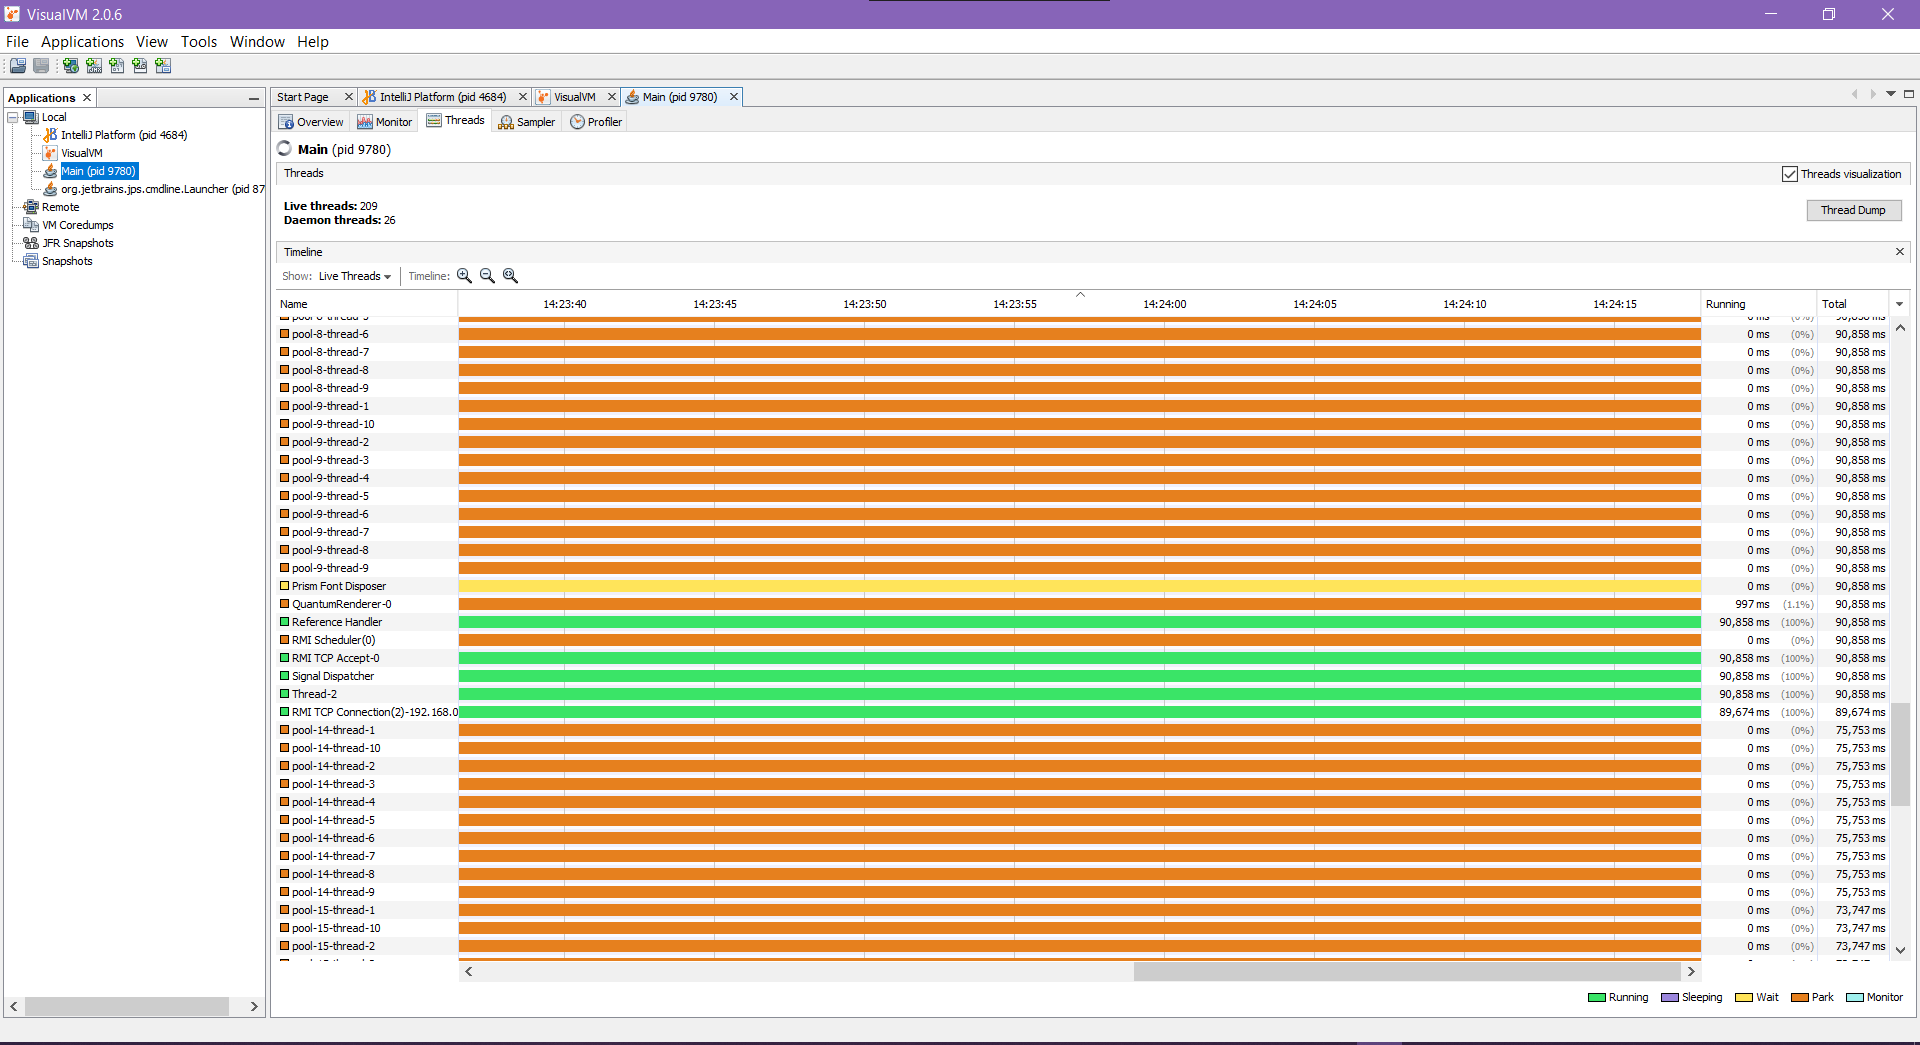 VisualVM 2.0.6
File Applications View Tools Window Help
Applications
Start Page IntelliJ Platform (pid 4684) VisualVM Main (pid 9780)
Local
IntelliJ Platform (pid 4684)
VisualVM
Main (pid 9780)
org.jetbrains.jps.cmdline.Launcher (pid 87
Remote
VM Coredumps
JFR Snapshots
Snapshots
Overview Monitor Threads Sampler Profiler
Main (pid 9780)
Threads Threads visualization
Live threads: 209
Daemon threads: 26
Thread Dump
Timeline
Show: Live Threads Timeline:
Name 14:23:40 14:23:45 14:23:50 14:23:55 14:24:00 14:24:05 14:24:10 14:24:15 Running Total
pool-8-thread-5 0 ms (0%) 90,858 ms
pool-8-thread-6 0 ms (0%) 90,858 ms
pool-8-thread-7 0 ms (0%) 90,858 ms
pool-8-thread-8 0 ms (0%) 90,858 ms
pool-8-thread-9 0 ms (0%) 90,858 ms
pool-9-thread-1 0 ms (0%) 90,858 ms
pool-9-thread-10 0 ms (0%) 90,858 ms
pool-9-thread-2 0 ms (0%) 90,858 ms
pool-9-thread-3 0 ms (0%) 90,858 ms
pool-9-thread-4 0 ms (0%) 90,858 ms
pool-9-thread-5 0 ms (0%) 90,858 ms
pool-9-thread-6 0 ms (0%) 90,858 ms
pool-9-thread-7 0 ms (0%) 90,858 ms
pool-9-thread-8 0 ms (0%) 90,858 ms
pool-9-thread-9 0 ms (0%) 90,858 ms
Prism Font Disposer 0 ms (0%) 90,858 ms
QuantumRenderer-0 997 ms (1.1%) 90,858 ms
Reference Handler 90,858 ms (100%) 90,858 ms
RMI Scheduler(0) 0 ms (0%) 90,858 ms
RMI TCP Accept-0 90,858 ms (100%) 90,858 ms
Signal Dispatcher 90,858 ms (100%) 90,858 ms
Thread-2 90,858 ms (100%) 90,858 ms
RMI TCP Connection(2)-192.168.0 89,674 ms (100%) 89,674 ms
pool-14-thread-1 0 ms (0%) 75,753 ms
pool-14-thread-10 0 ms (0%) 75,753 ms
pool-14-thread-2 0 ms (0%) 75,753 ms
pool-14-thread-3 0 ms (0%) 75,753 ms
pool-14-thread-4 0 ms (0%) 75,753 ms
pool-14-thread-5 0 ms (0%) 75,753 ms
pool-14-thread-6 0 ms (0%) 75,753 ms
pool-14-thread-7 0 ms (0%) 75,753 ms
pool-14-thread-8 0 ms (0%) 75,753 ms
pool-14-thread-9 0 ms (0%) 75,753 ms
pool-15-thread-1 0 ms (0%) 73,747 ms
pool-15-thread-10 0 ms (0%) 73,747 ms
pool-15-thread-2 0 ms (0%) 73,747 ms
Running Sleeping Wait Park Monitor